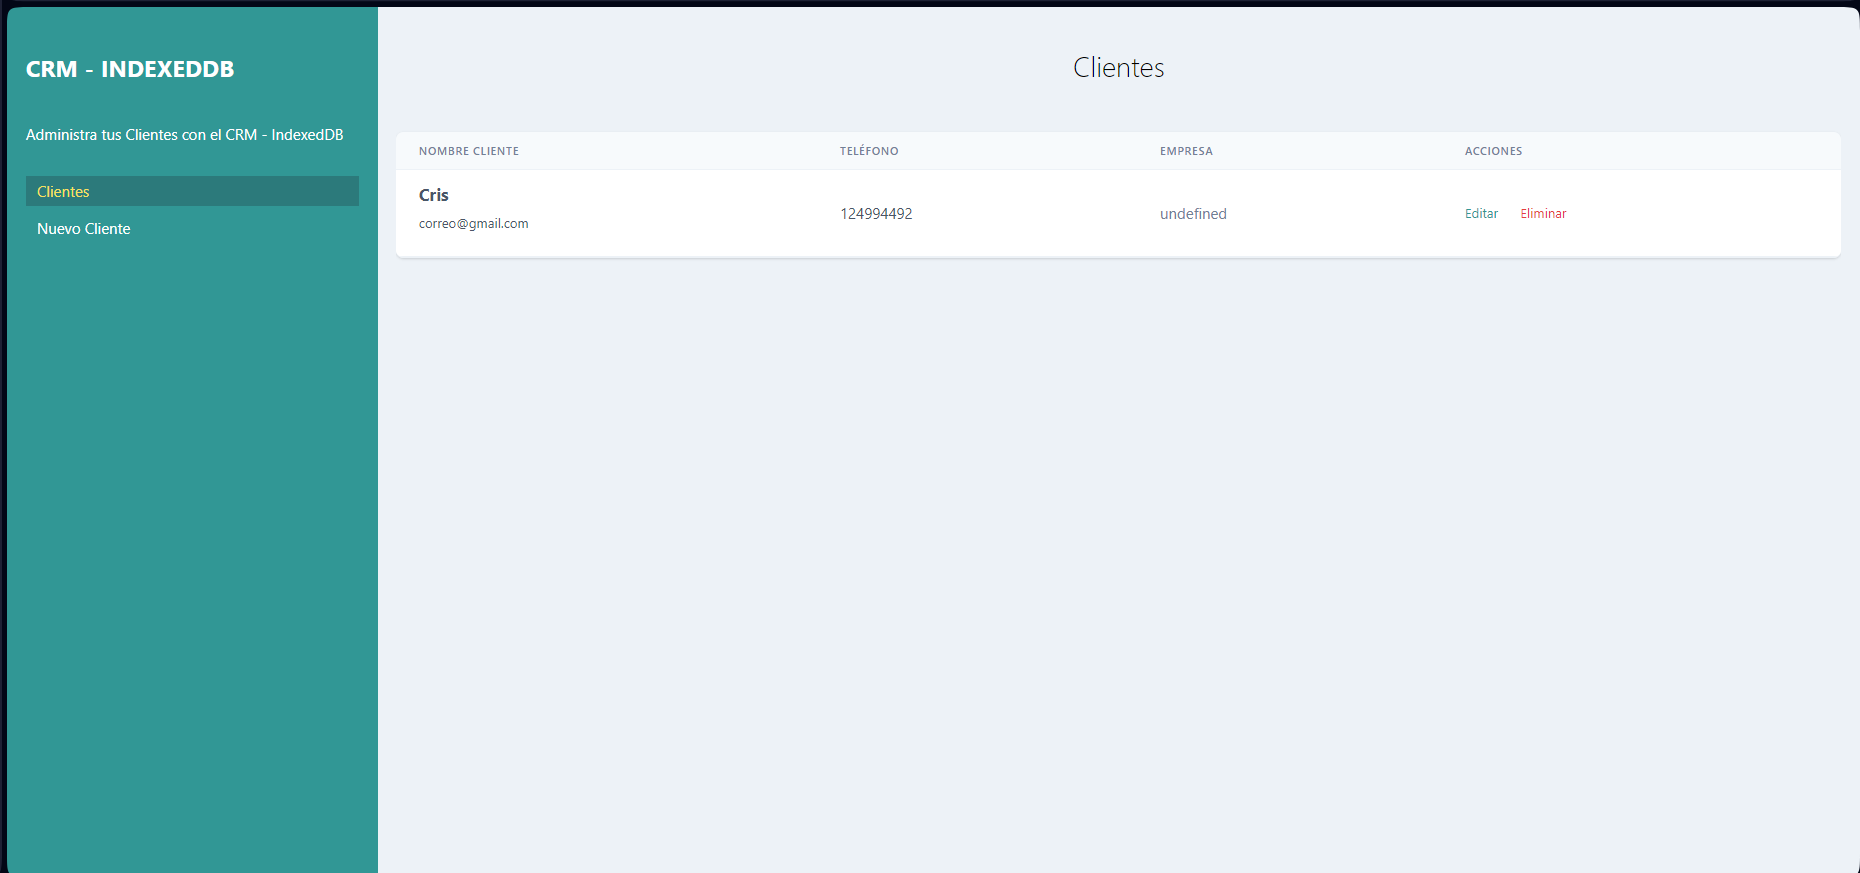 CRM - INDEXEDDB
Administra tus Clientes con el CRM - IndexedDB
Clientes
Nuevo Cliente
Clientes
NOMBRE CLIENTE TELÉFONO EMPRESA ACCIONES
Cris
correo@gmail.com
124994492 undefined Editar Eliminar